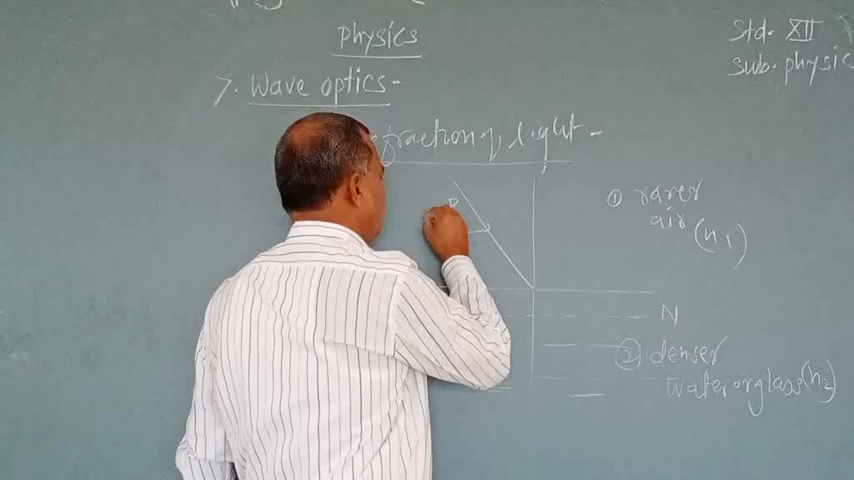 Physics
Std. XII
Sub. physic
7. Wave optics-
fraction of light -
① rarer
air (n1)
N
② denser
Water or glass (n2)